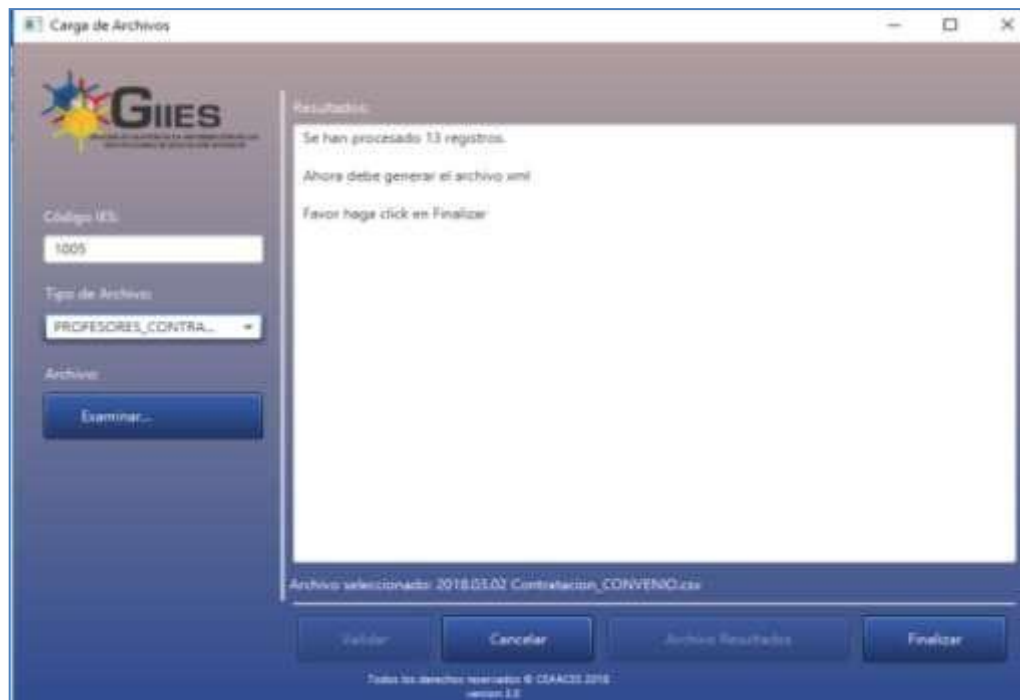 Carga de Archivos
GIIES
Código IES:
1005
Tipo de Archivo:
PROFESORES_CONTRA...
Archivo:
Examinar...
Resultados:
Se han procesado 13 registros.
Ahora debe generar el archivo xml
Favor haga click en Finalizar
Archivo seleccionado: 2018.03.02 Contratacion_CONVENIO.csv
Validar
Cancelar
Archivo Resultados
Finalizar
Todos los derechos reservados © CEAACES 2016